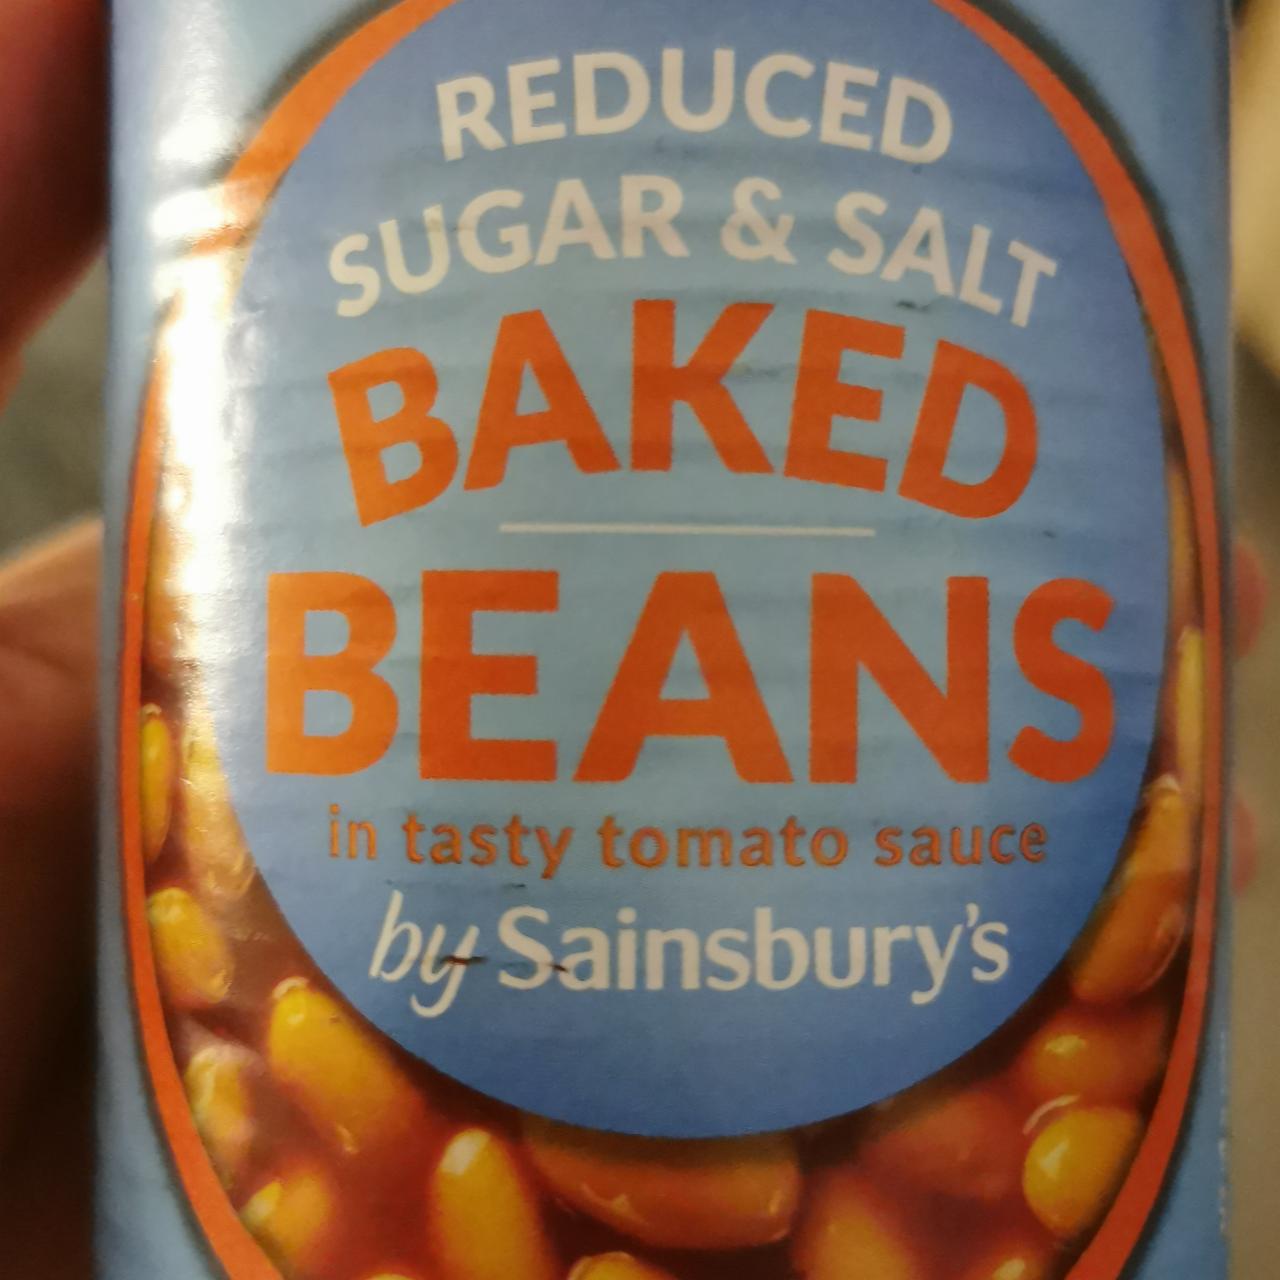 REDUCED
SUGAR & SALT
BAKED
BEANS
in tasty tomato sauce
by Sainsbury's